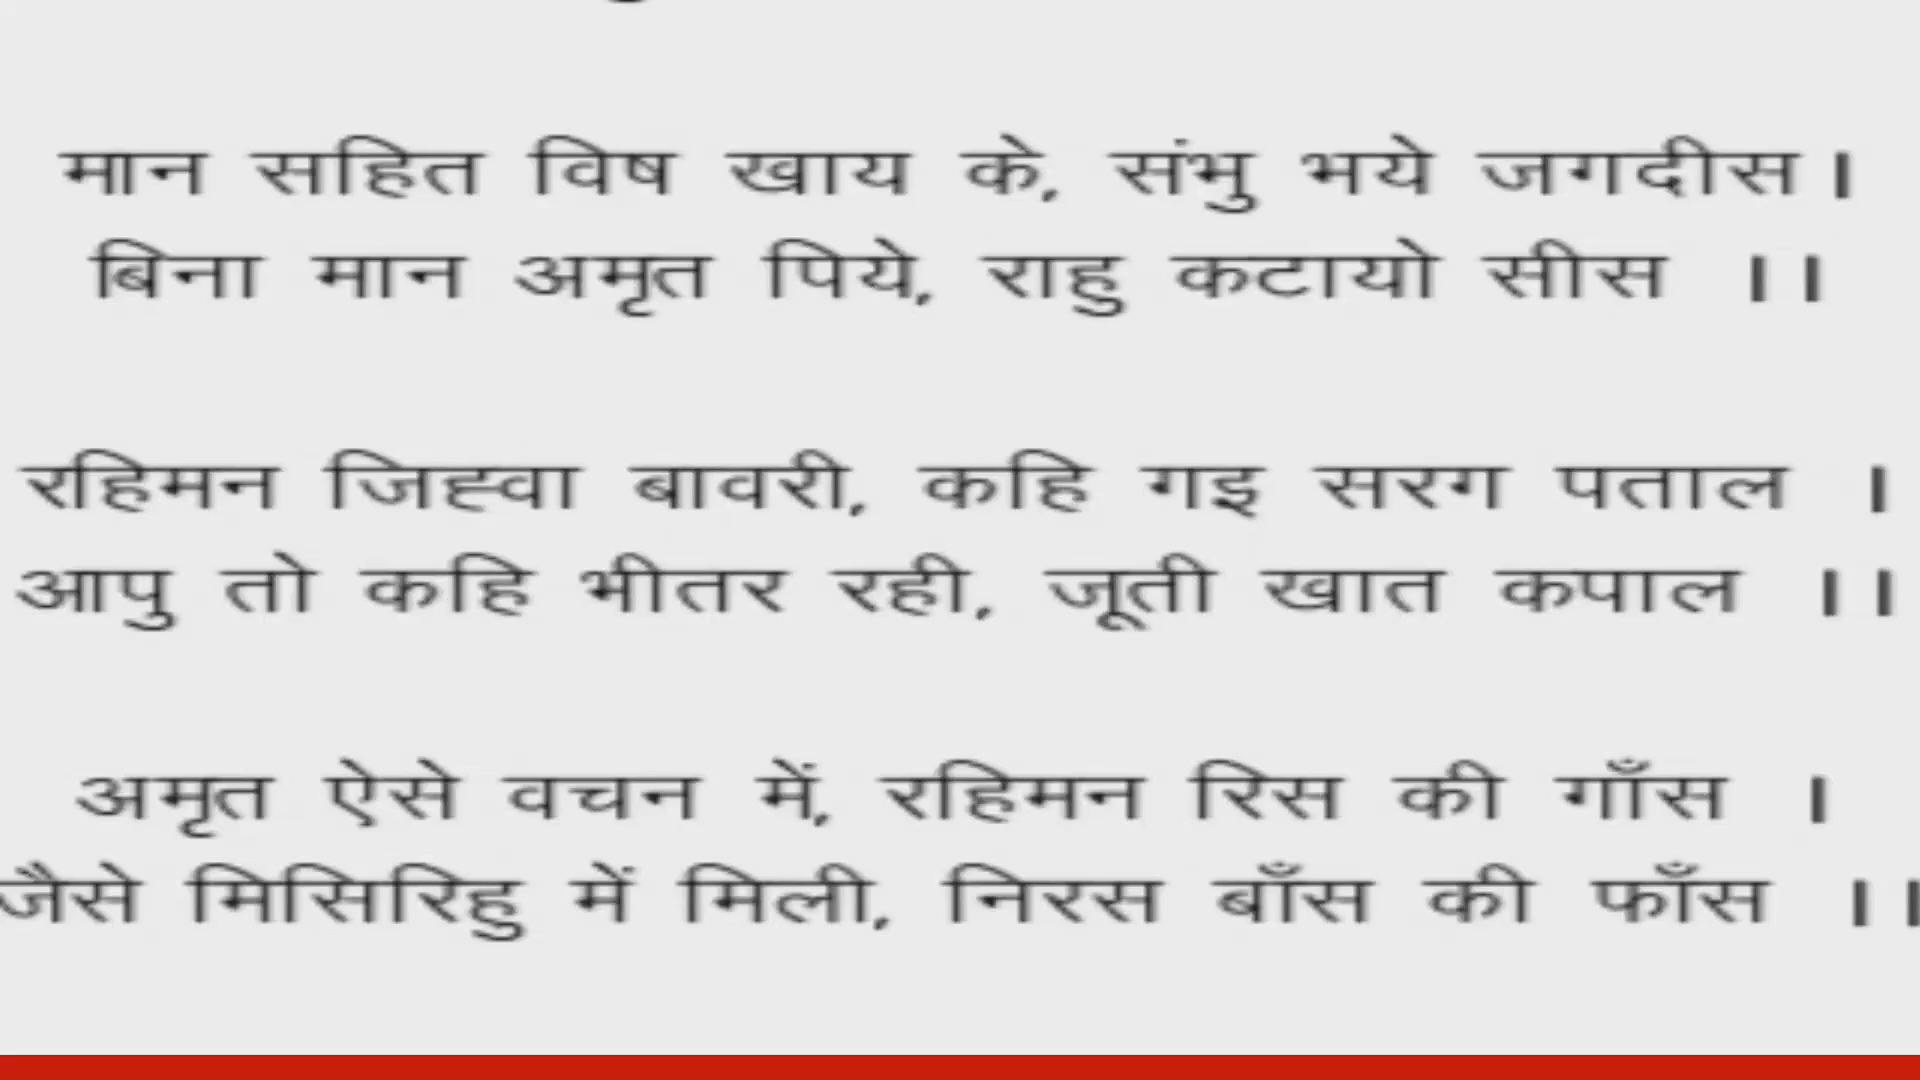 मान सहित विष खाय के, संभु भये जगदीस।
बिना मान अमृत पिये, राहु कटायो सीस ।।
रहिमन जिह्वा बावरी, कहि गइ सरग पताल ।
आपु तो कहि भीतर रही, जूती खात कपाल ।।
अमृत ऐसे वचन में, रहिमन रिस की गाँस ।
जैसे मिसिरिहु में मिली, निरस बाँस की फाँस ।।